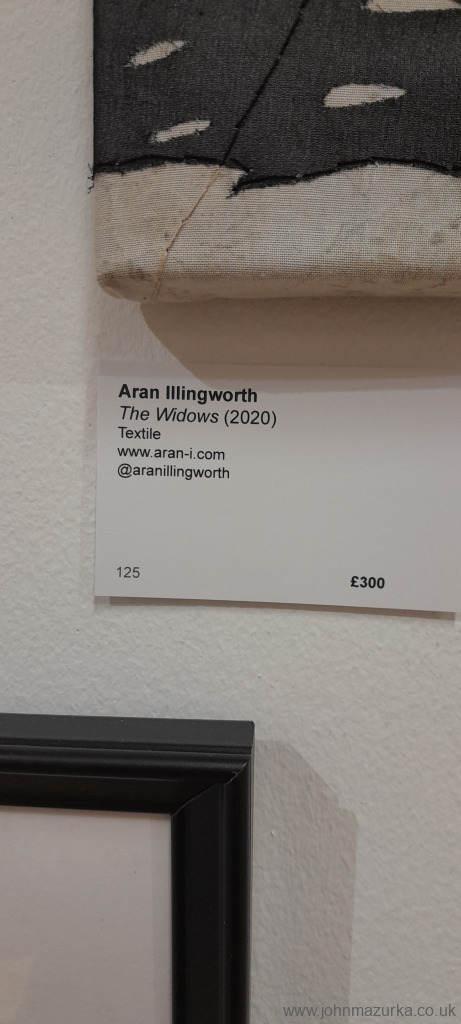 Aran Illingworth
The Widows (2020)
Textile
www.aran-i.com
@aranillingworth
125
£300
www.johnmazurka.co.uk